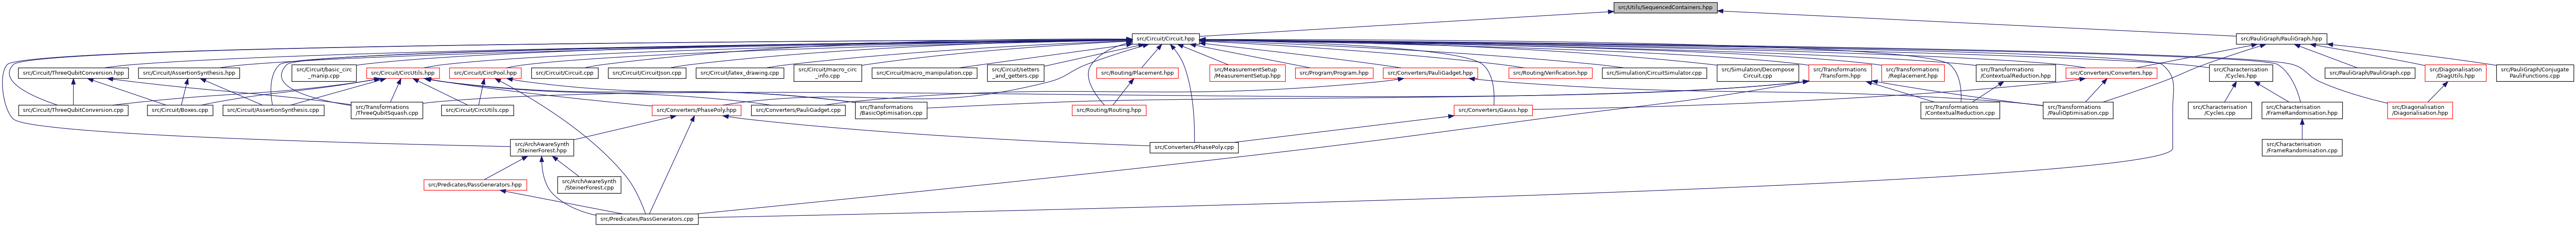 src/Utils/SequencedContainers.hpp
src/Circuit/Circuit.hpp
src/PauliGraph/PauliGraph.hpp
src/Circuit/ThreeQubitConversion.hpp
src/Circuit/AssertionSynthesis.hpp
src/Circuit/basic_circ
_manip.cpp
src/Circuit/CircUtils.hpp
src/Circuit/CircPool.hpp
src/Circuit/Circuit.cpp
src/Circuit/CircuitJson.cpp
src/Circuit/latex_drawing.cpp
src/Circuit/macro_circ
_info.cpp
src/Circuit/macro_manipulation.cpp
src/Circuit/setters
_and_getters.cpp
src/Routing/Placement.hpp
src/MeasurementSetup
/MeasurementSetup.hpp
src/Program/Program.hpp
src/Converters/PauliGadget.hpp
src/Routing/Verification.hpp
src/Simulation/CircuitSimulator.cpp
src/Simulation/Decompose
Circuit.cpp
src/Transformations
/Transform.hpp
src/Transformations
/Replacement.hpp
src/Transformations
/ContextualReduction.hpp
src/Converters/Converters.hpp
src/Characterisation
/Cycles.hpp
src/PauliGraph/PauliGraph.cpp
src/Diagonalisation
/DiagUtils.hpp
src/PauliGraph/Conjugate
PauliFunctions.cpp
src/Circuit/ThreeQubitConversion.cpp
src/Circuit/Boxes.cpp
src/Circuit/AssertionSynthesis.cpp
src/Transformations
/ThreeQubitSquash.cpp
src/Circuit/CircUtils.cpp
src/Converters/PhasePoly.hpp
src/Converters/PauliGadget.cpp
src/Transformations
/BasicOptimisation.cpp
src/Routing/Routing.hpp
src/Converters/Gauss.hpp
src/Transformations
/ContextualReduction.cpp
src/Transformations
/PauliOptimisation.cpp
src/Characterisation
/Cycles.cpp
src/Characterisation
/FrameRandomisation.hpp
src/Diagonalisation
/Diagonalisation.hpp
src/ArchAwareSynth
/SteinerForest.hpp
src/Converters/PhasePoly.cpp
src/Characterisation
/FrameRandomisation.cpp
src/Predicates/PassGenerators.hpp
src/ArchAwareSynth
/SteinerForest.cpp
src/Predicates/PassGenerators.cpp